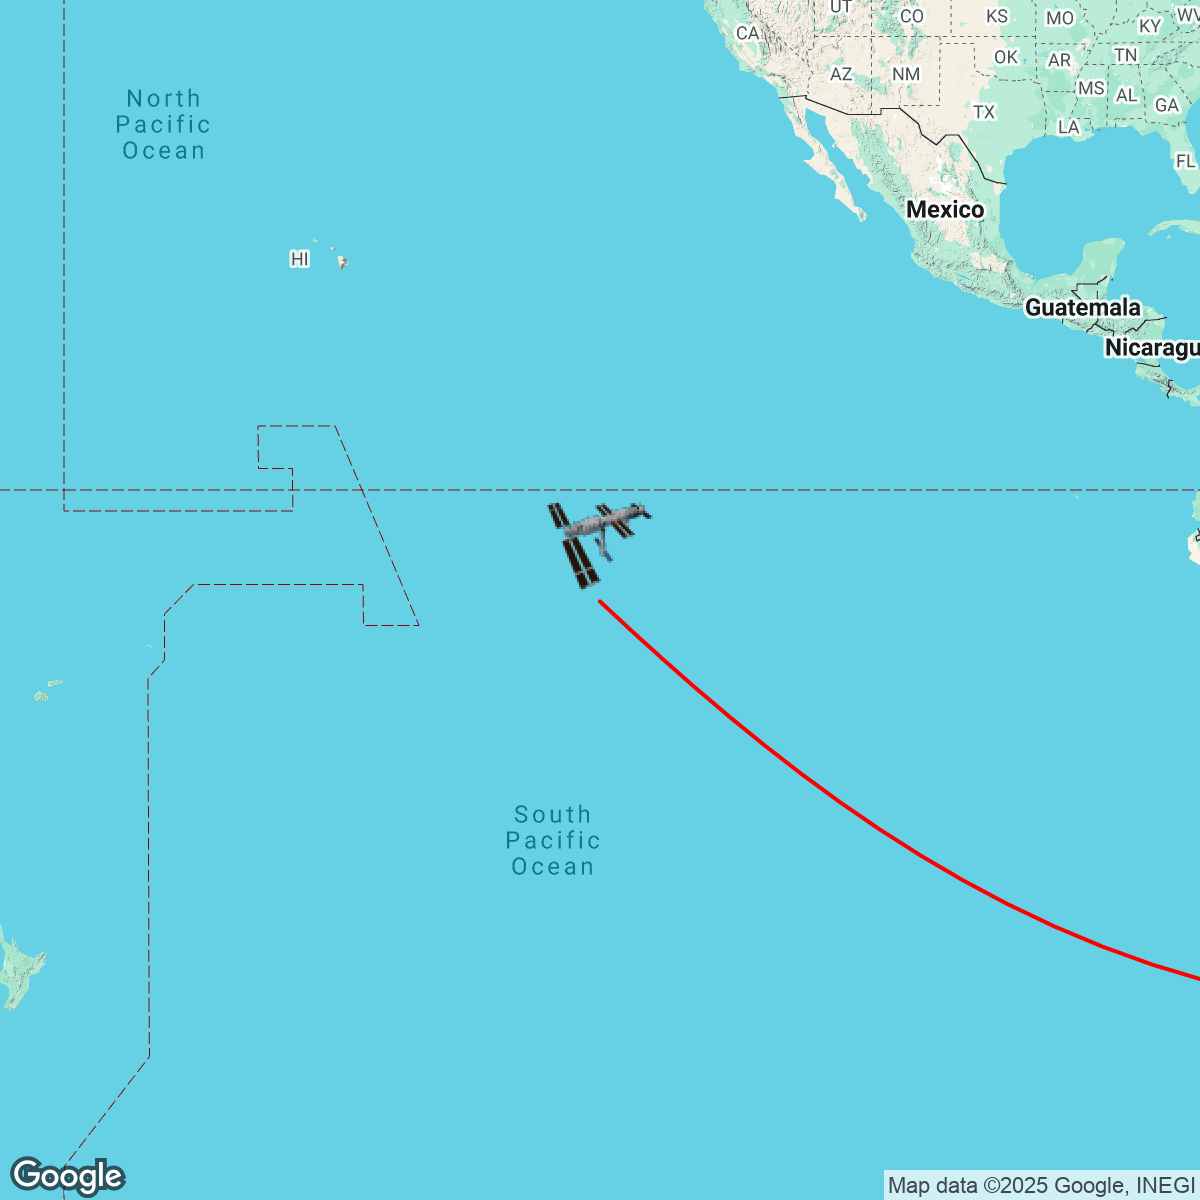 UT
CO
KS
MO
KY
WV
CA
OK
AR
TN
AZ
NM
MS
AL
GA
TX
LA
FL
North
Pacific
Ocean
Mexico
HI
Guatemala
Nicaragu
South
Pacific
Ocean
Google
Map data ©2025 Google, INEGI